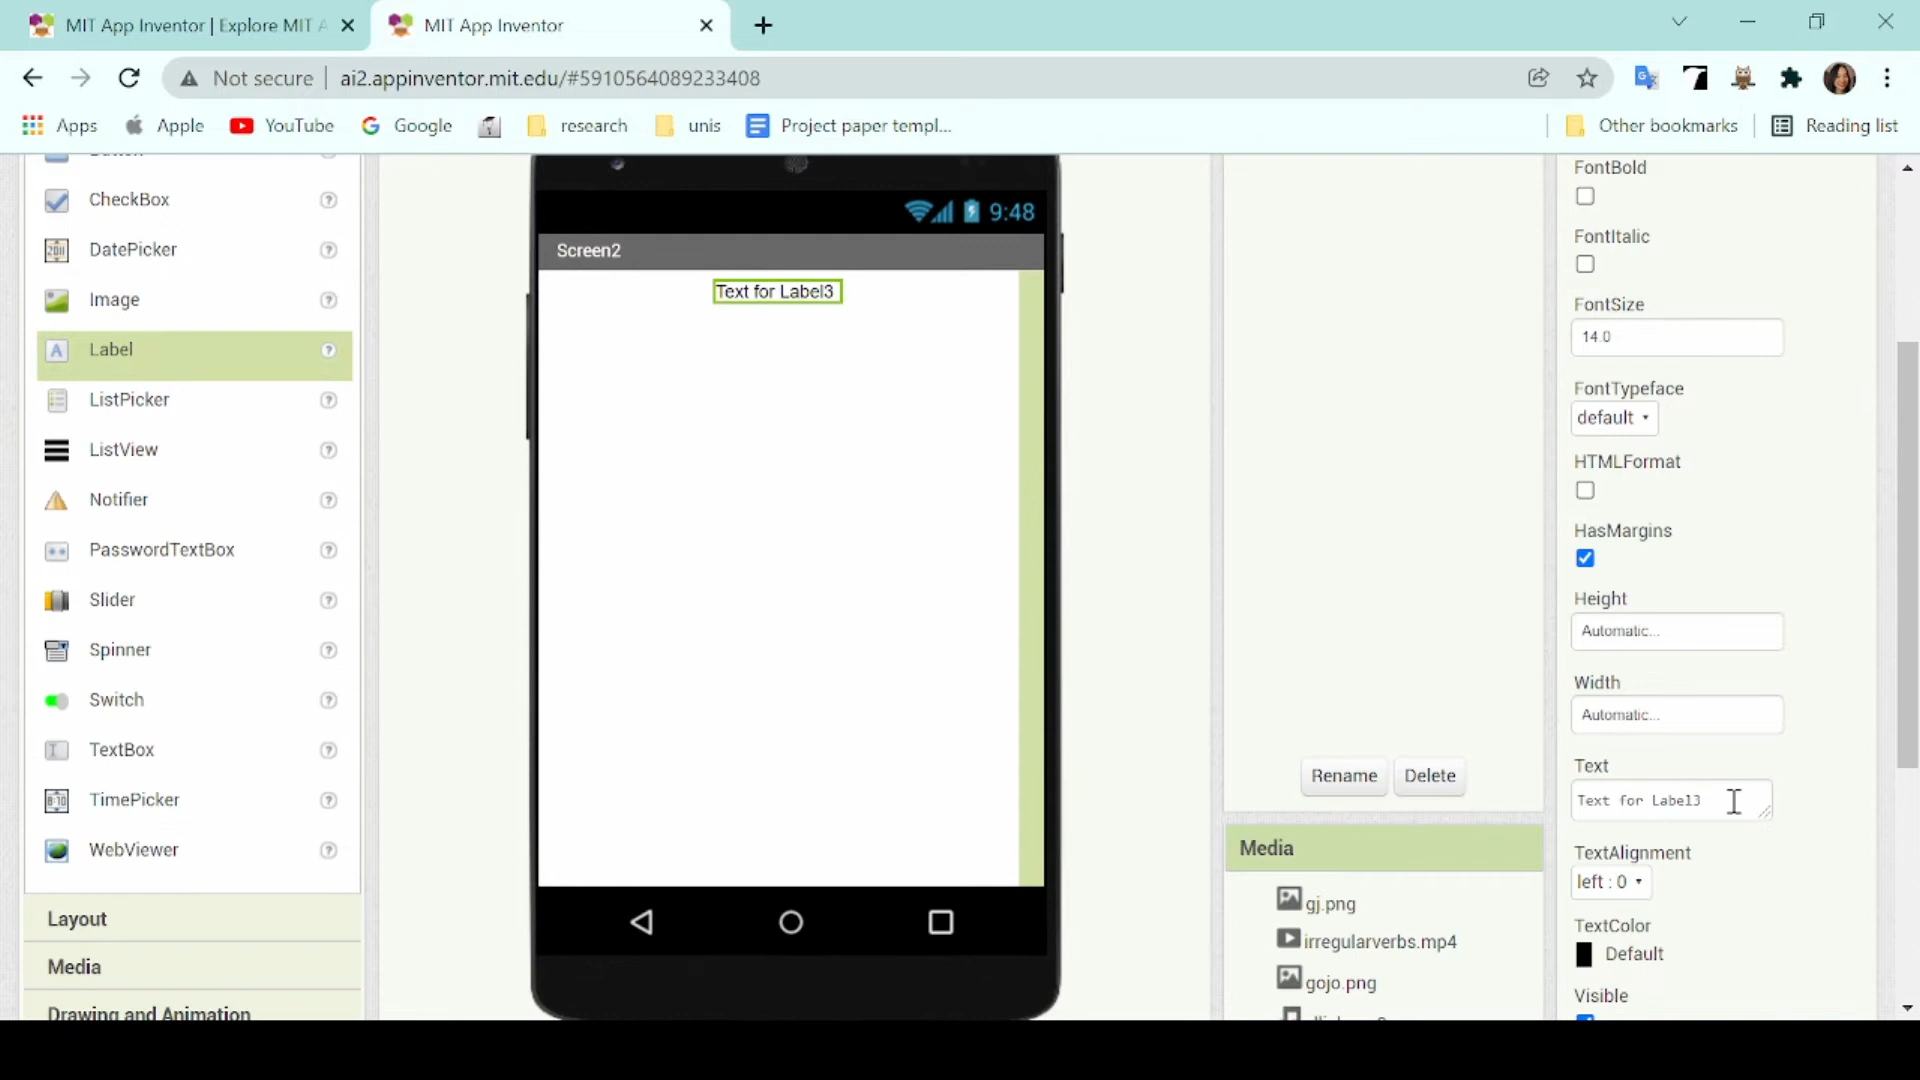 MIT App Inventor | Explore MIT A
MIT App Inventor
Not secure
ai2.appinventor.mit.edu/#5910564089233408
Apps
Apple
YouTube
Google
research
unis
Project paper templ...
Other bookmarks
Reading list
CheckBox
DatePicker
Image
Label
ListPicker
ListView
Notifier
PasswordTextBox
Slider
Spinner
Switch
TextBox
TimePicker
WebViewer
Layout
Media
Drawing and Animation
9:48
Screen2
Text for Label3
Rename
Delete
Media
gj.png
irregularverbs.mp4
gojo.png
FontBold
FontItalic
FontSize
14.0
FontTypeface
default
HTMLFormat
HasMargins
Height
Automatic...
Width
Automatic...
Text
Text for Label3
TextAlignment
left : 0
TextColor
Default
Visible